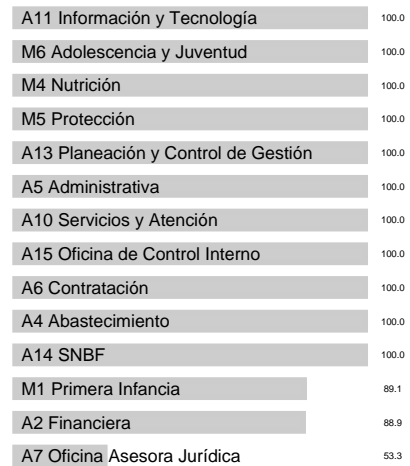 A11 Información y Tecnología 100.0
M6 Adolescencia y Juventud 100.0
M4 Nutrición 100.0
M5 Protección 100.0
A13 Planeación y Control de Gestión 100.0
A5 Administrativa 100.0
A10 Servicios y Atención 100.0
A15 Oficina de Control Interno 100.0
A6 Contratación 100.0
A4 Abastecimiento 100.0
A14 SNBF 100.0
M1 Primera Infancia 89.1
A2 Financiera 88.9
A7 Oficina Asesora Jurídica 53.3